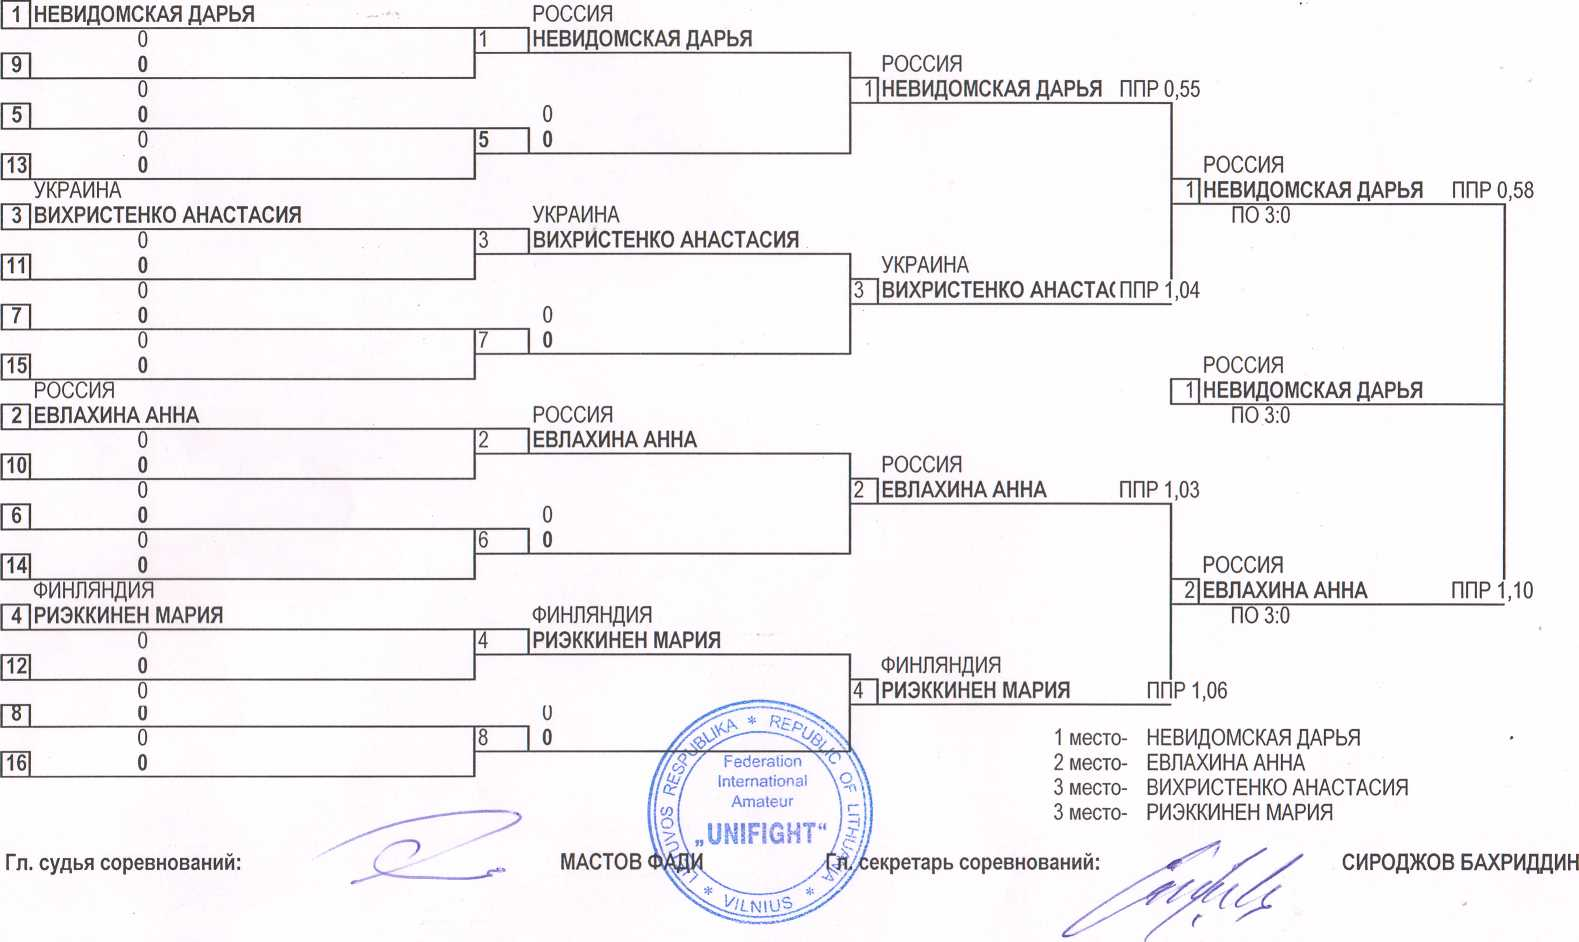 1 НЕВИДОМСКАЯ ДАРЬЯ
РОССИЯ
0
1 НЕВИДОМСКАЯ ДАРЬЯ
9 0
РОССИЯ
0
1 НЕВИДОМСКАЯ ДАРЬЯ ППР 0,55
5 0
0
0
5 0
13 0
РОССИЯ
УКРАИНА
1 НЕВИДОМСКАЯ ДАРЬЯ ППР 0,58
3 ВИХРИСТЕНКО АНАСТАСИЯ
УКРАИНА
ПО 3:0
0
3 ВИХРИСТЕНКО АНАСТАСИЯ
11 0
УКРАИНА
0
3 ВИХРИСТЕНКО АНАСТАС ППР 1,04
7 0
0
0
7 0
15 0
РОССИЯ
РОССИЯ
1 НЕВИДОМСКАЯ ДАРЬЯ
2 ЕВЛАХИНА АННА
РОССИЯ
ПО 3:0
0
2 ЕВЛАХИНА АННА
10 0
РОССИЯ
0
2 ЕВЛАХИНА АННА ППР 1,03
6 0
0
0
6 0
14 0
РОССИЯ
ФИНЛЯНДИЯ
2 ЕВЛАХИНА АННА ППР 1,10
4 РИЭККИНЕН МАРИЯ
ФИНЛЯНДИЯ
ПО 3:0
0
4 РИЭККИНЕН МАРИЯ
12 0
ФИНЛЯНДИЯ
0
4 РИЭККИНЕН МАРИЯ ППР 1,06
8 0
0
0
8 0
16 0
1 место- НЕВИДОМСКАЯ ДАРЬЯ
2 место- ЕВЛАХИНА АННА
3 место- ВИХРИСТЕНКО АНАСТАСИЯ
3 место- РИЭККИНЕН МАРИЯ
LIETUVOS RESPUBLIKA * REPUBLIC OF LITHUANIA * VILNIUS *
Federation
International
Amateur
„UNIFIGHT“
Гл. судья соревнований: МАСТОВ ФАДИ Гл. секретарь соревнований: СИРОДЖОВ БАХРИДДИН